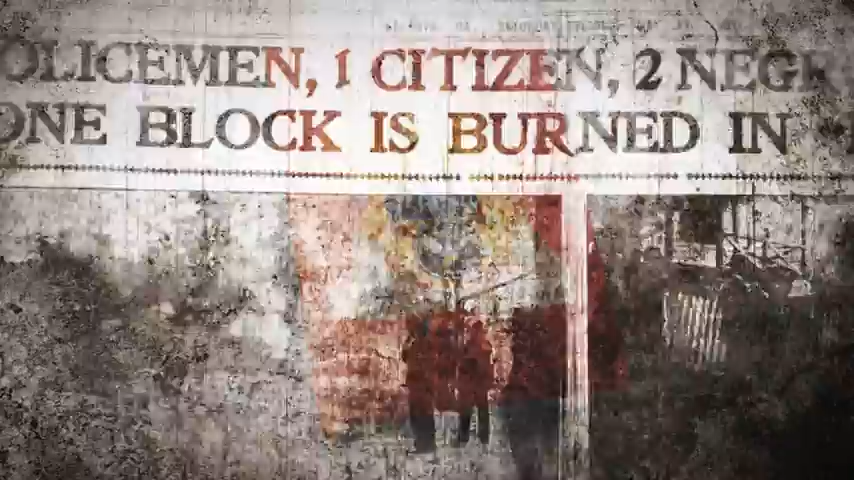 OLICEMEN, 1 CITIZEN, 2 NEGR
ONE BLOCK IS BURNED IN